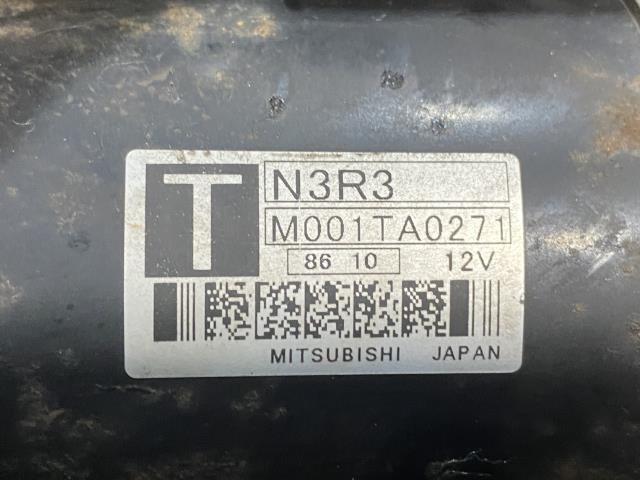 T
N3R3
M001TA0271
86 10 12V
MITSUBISHI JAPAN